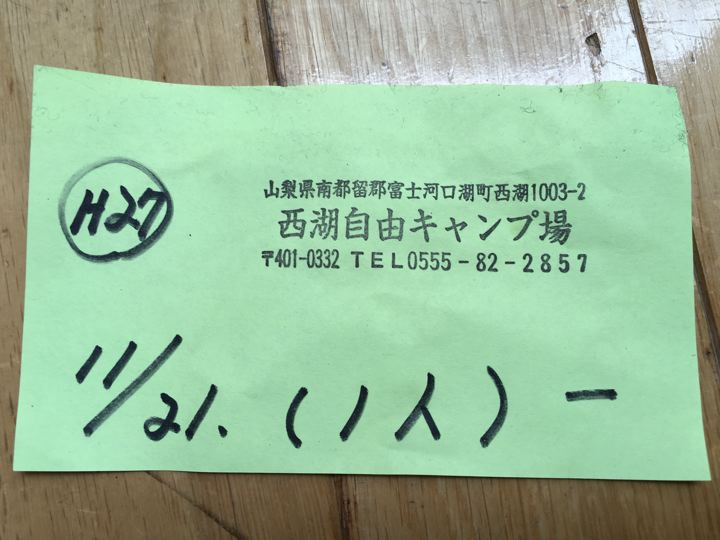 H27
山梨県南都留郡富士河口湖町西湖1003-2
西湖自由キャンプ場
〒401-0332 TEL0555-82-2857
11/21.(1人)ー